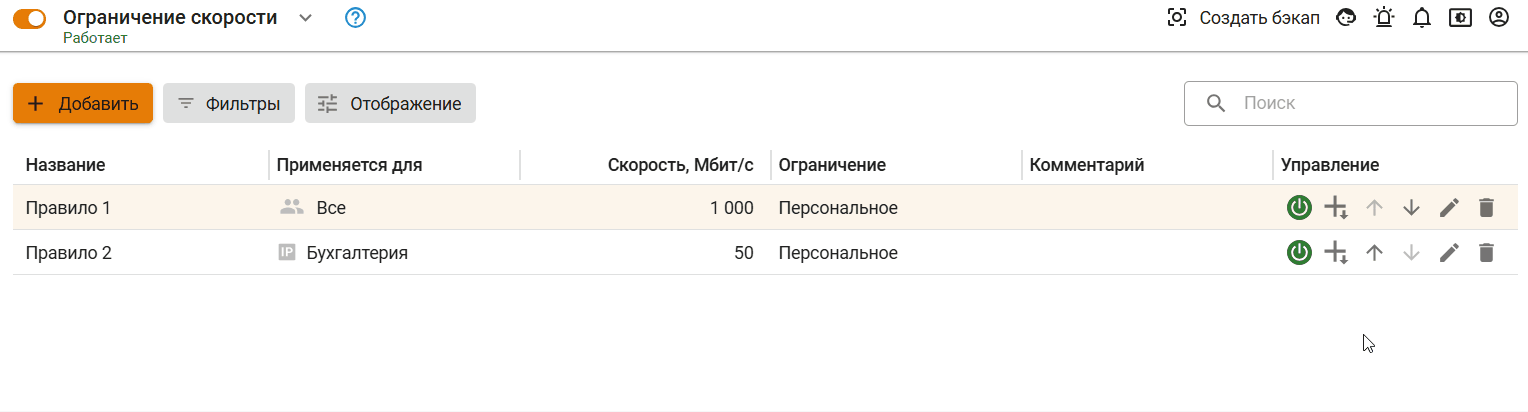 Ограничение скорости
Работает
Создать бэкап
Добавить
Фильтры
Отображение
Поиск
Название Применяется для Скорость, Мбит/с Ограничение Комментарий Управление
Правило 1 Все 1 000 Персональное
Правило 2 IP Бухгалтерия 50 Персональное